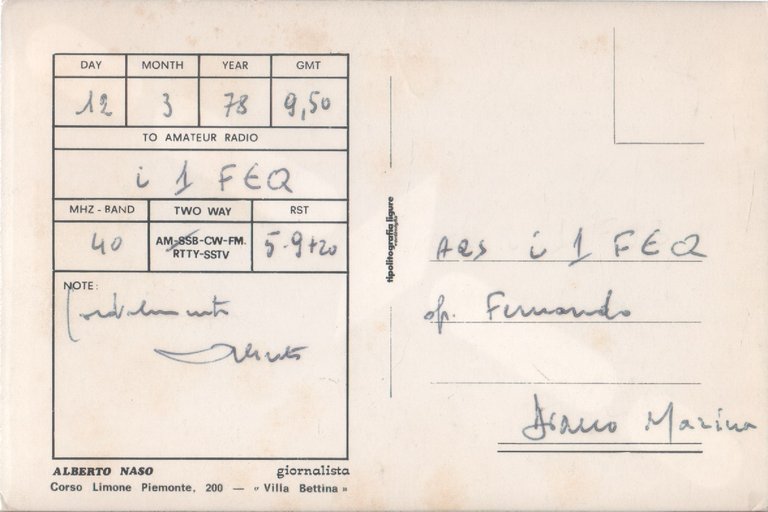 DAY MONTH YEAR GMT
12 3 78 9,50
TO AMATEUR RADIO
i 1 FEQ
MHZ - BAND TWO WAY RST
40 AM-SSB-CW-FM. 5-9+20
RTTY-SSTV
NOTE:
Cordialmente
Alberto
ALBERTO NASO giornalista
Corso Limone Piemonte, 200 — « Villa Bettina »
tipolitografia ligure
ARS i 1 FEQ
op. Fernando
Diano Marina